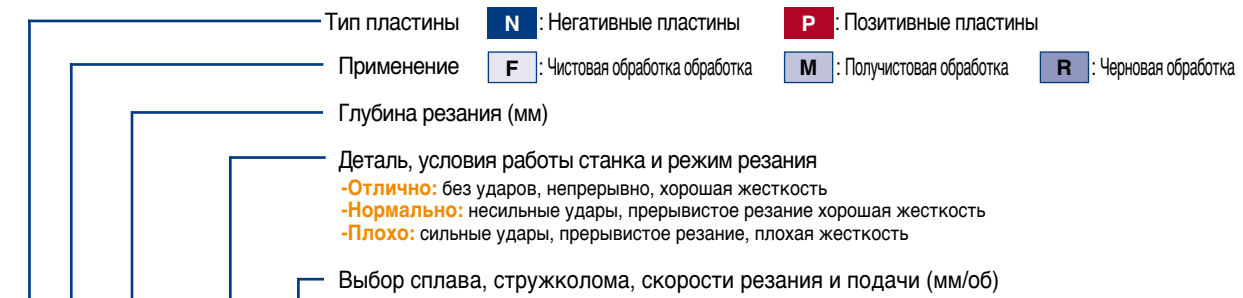 Тип пластины N : Негативные пластины P : Позитивные пластины
Применение F : Чистовая обработка обработка M : Получистовая обработка R : Черновая обработка
Глубина резания (мм)
Деталь, условия работы станка и режим резания
-Отлично: без ударов, непрерывно, хорошая жесткость
-Нормально: несильные удары, прерывистое резание хорошая жесткость
-Плохо: сильные удары, прерывистое резание, плохая жесткость
Выбор сплава, стружколома, скорости резания и подачи (мм/об)